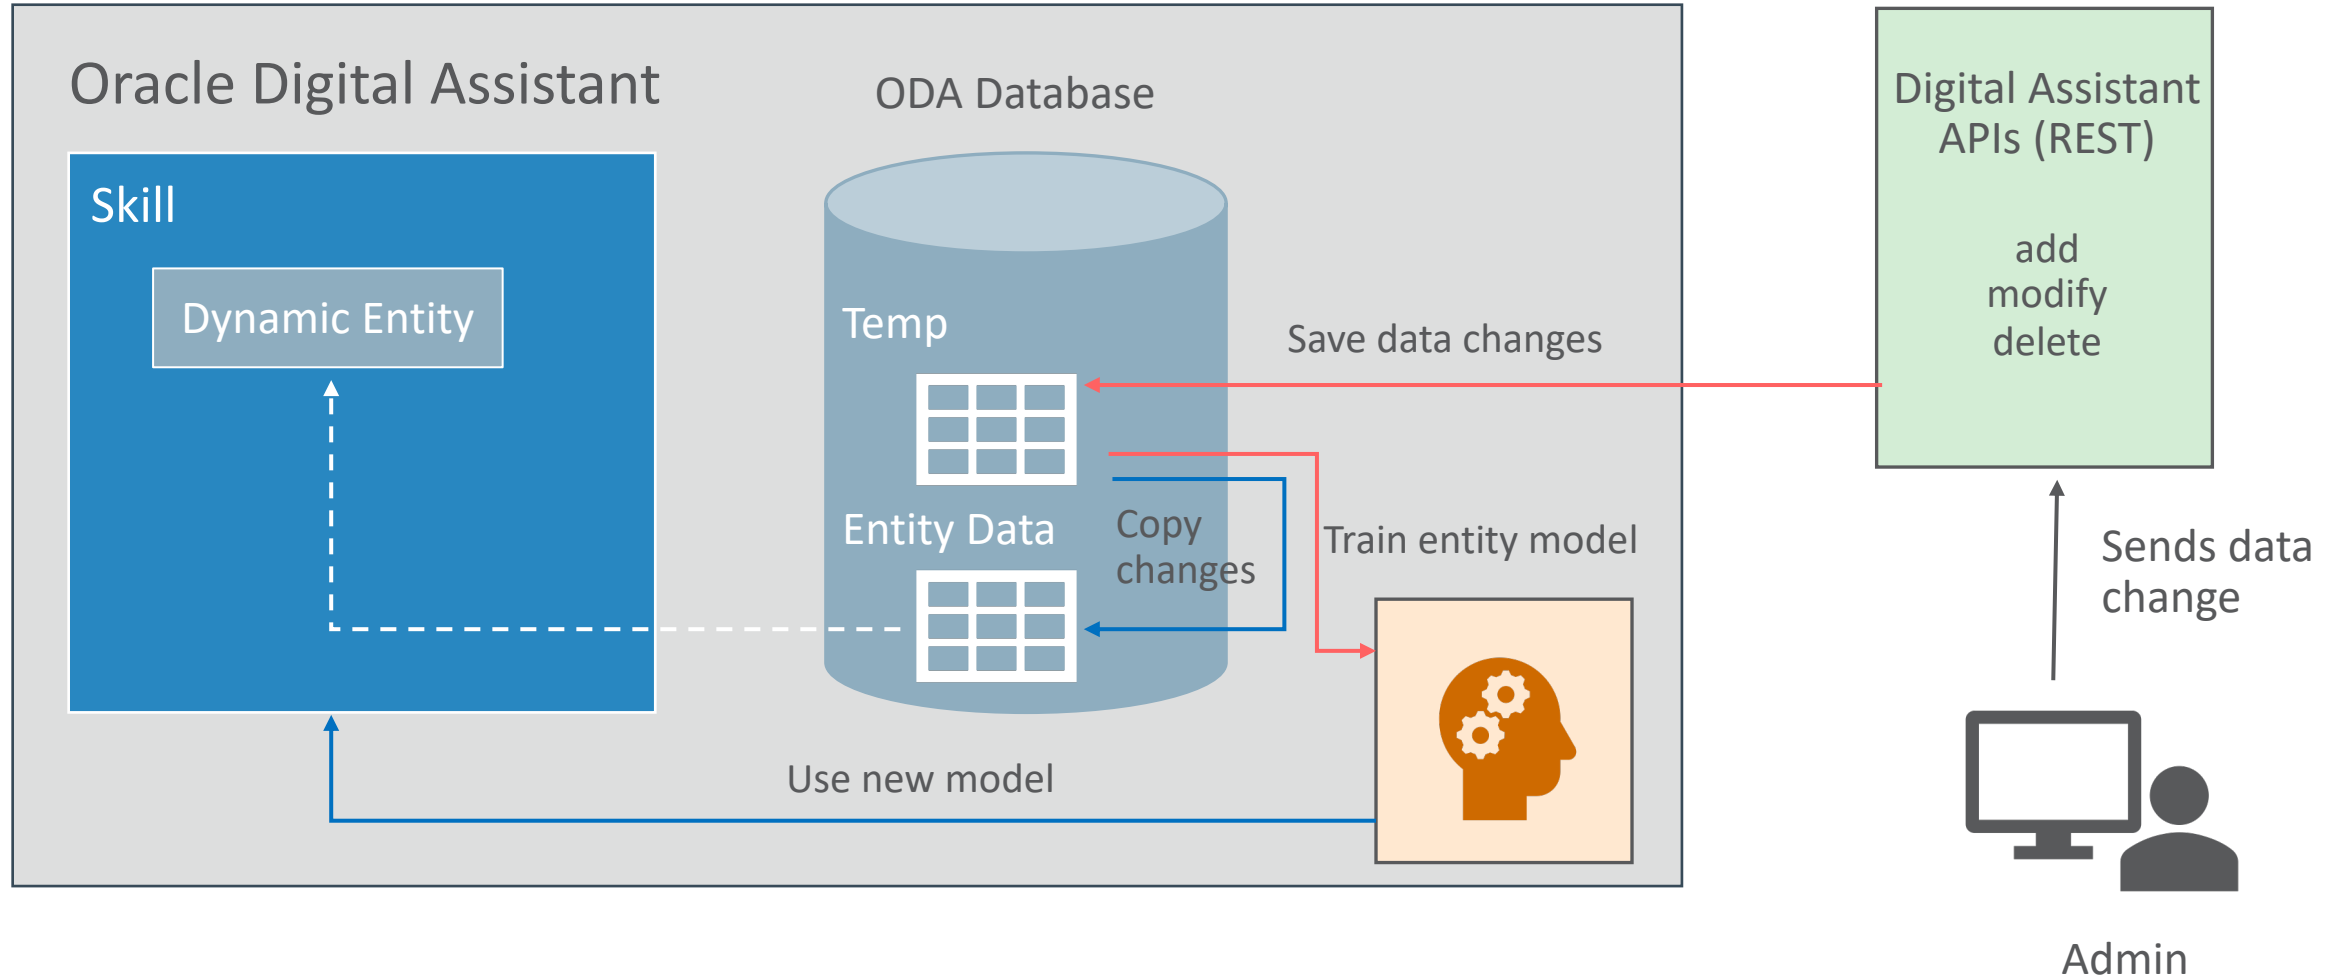 Oracle Digital Assistant
ODA Database
Digital Assistant
APIs (REST)
add
modify
delete
Skill
Dynamic Entity
Temp
Save data changes
Entity Data
Copy
changes
Train entity model
Sends data
change
Use new model
Admin